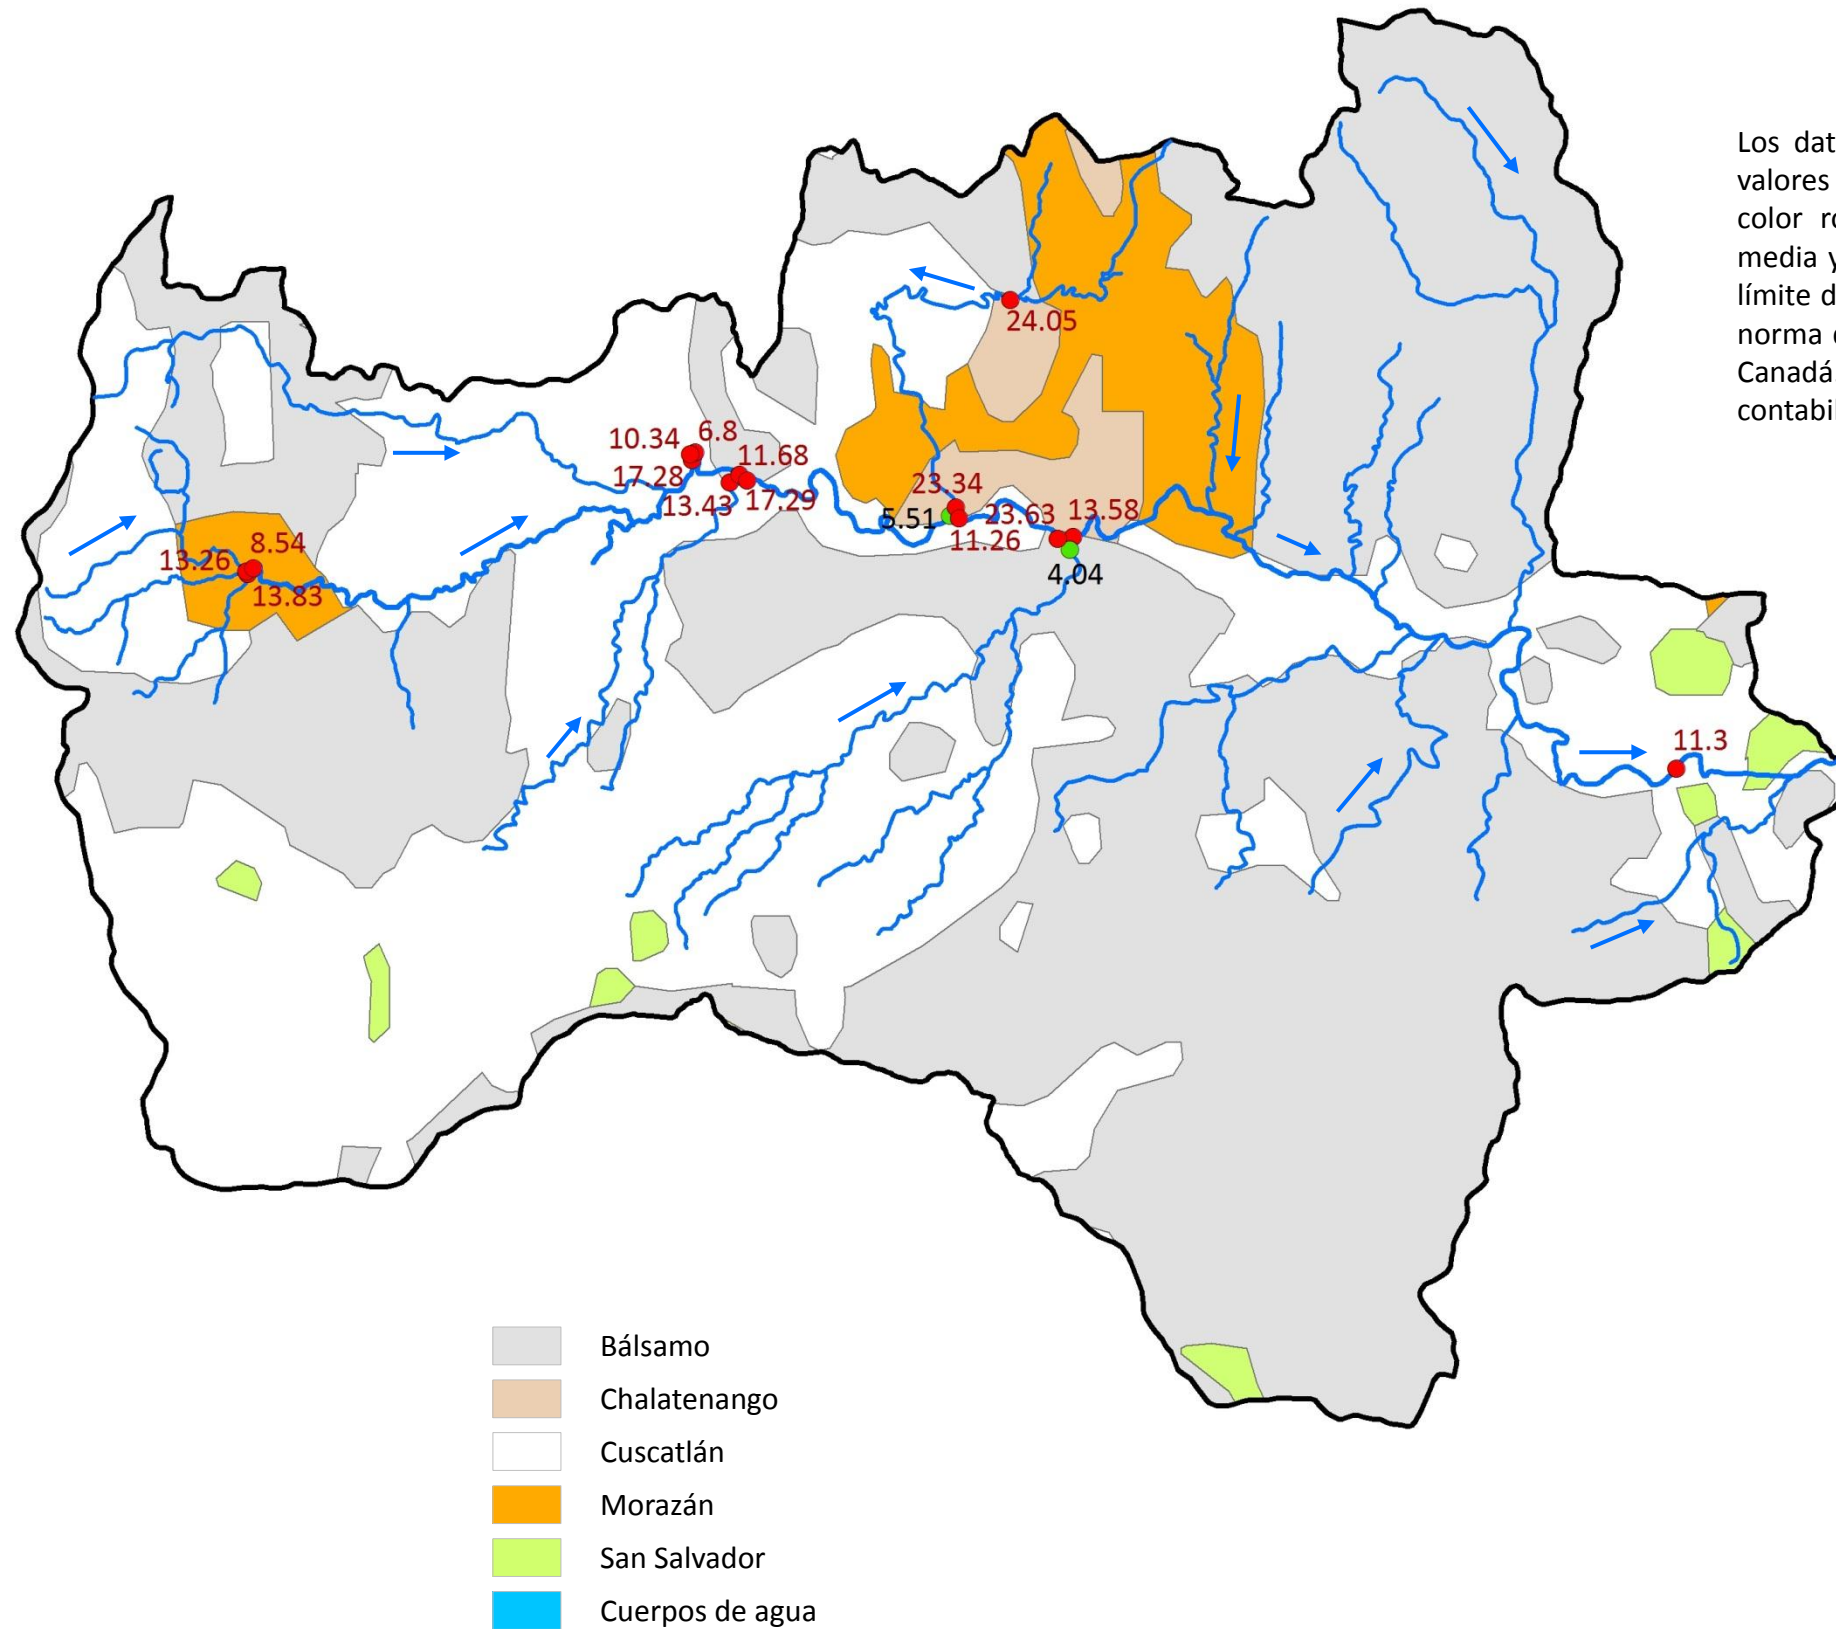 Los dat
valores
color
media
límite
norma
Canadá
24.05
10.34
6.8
11.68
17.28
13.43
17.29
23.34
5.51
23.63
13.58
11.26
8.54
13.26
4.04
13.83
11.3
Bálsamo
Chalatenango
Cuscatlán
Morazán
San Salvador
Cuerpos de agua